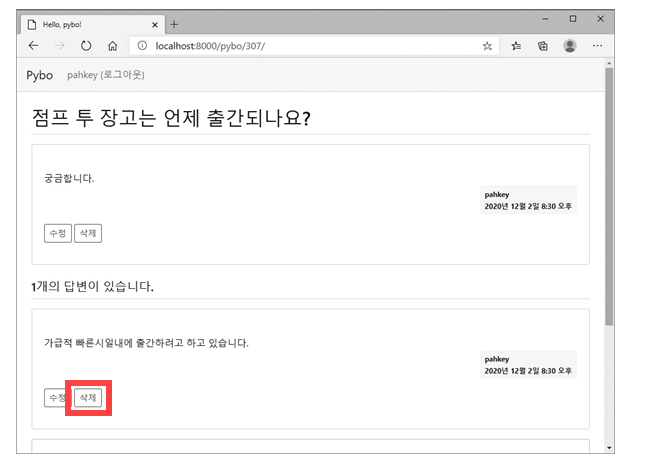 Hello, pybo!
localhost:8000/pybo/307/
Pybo pahkey (로그아웃)
점프 투 장고는 언제 출간되나요?
궁금합니다.
pahkey
2020년 12월 2일 8:30 오후
수정 삭제
1개의 답변이 있습니다.
가급적 빠른시일내에 출간하려고 하고 있습니다.
pahkey
2020년 12월 2일 8:30 오후
수정 삭제